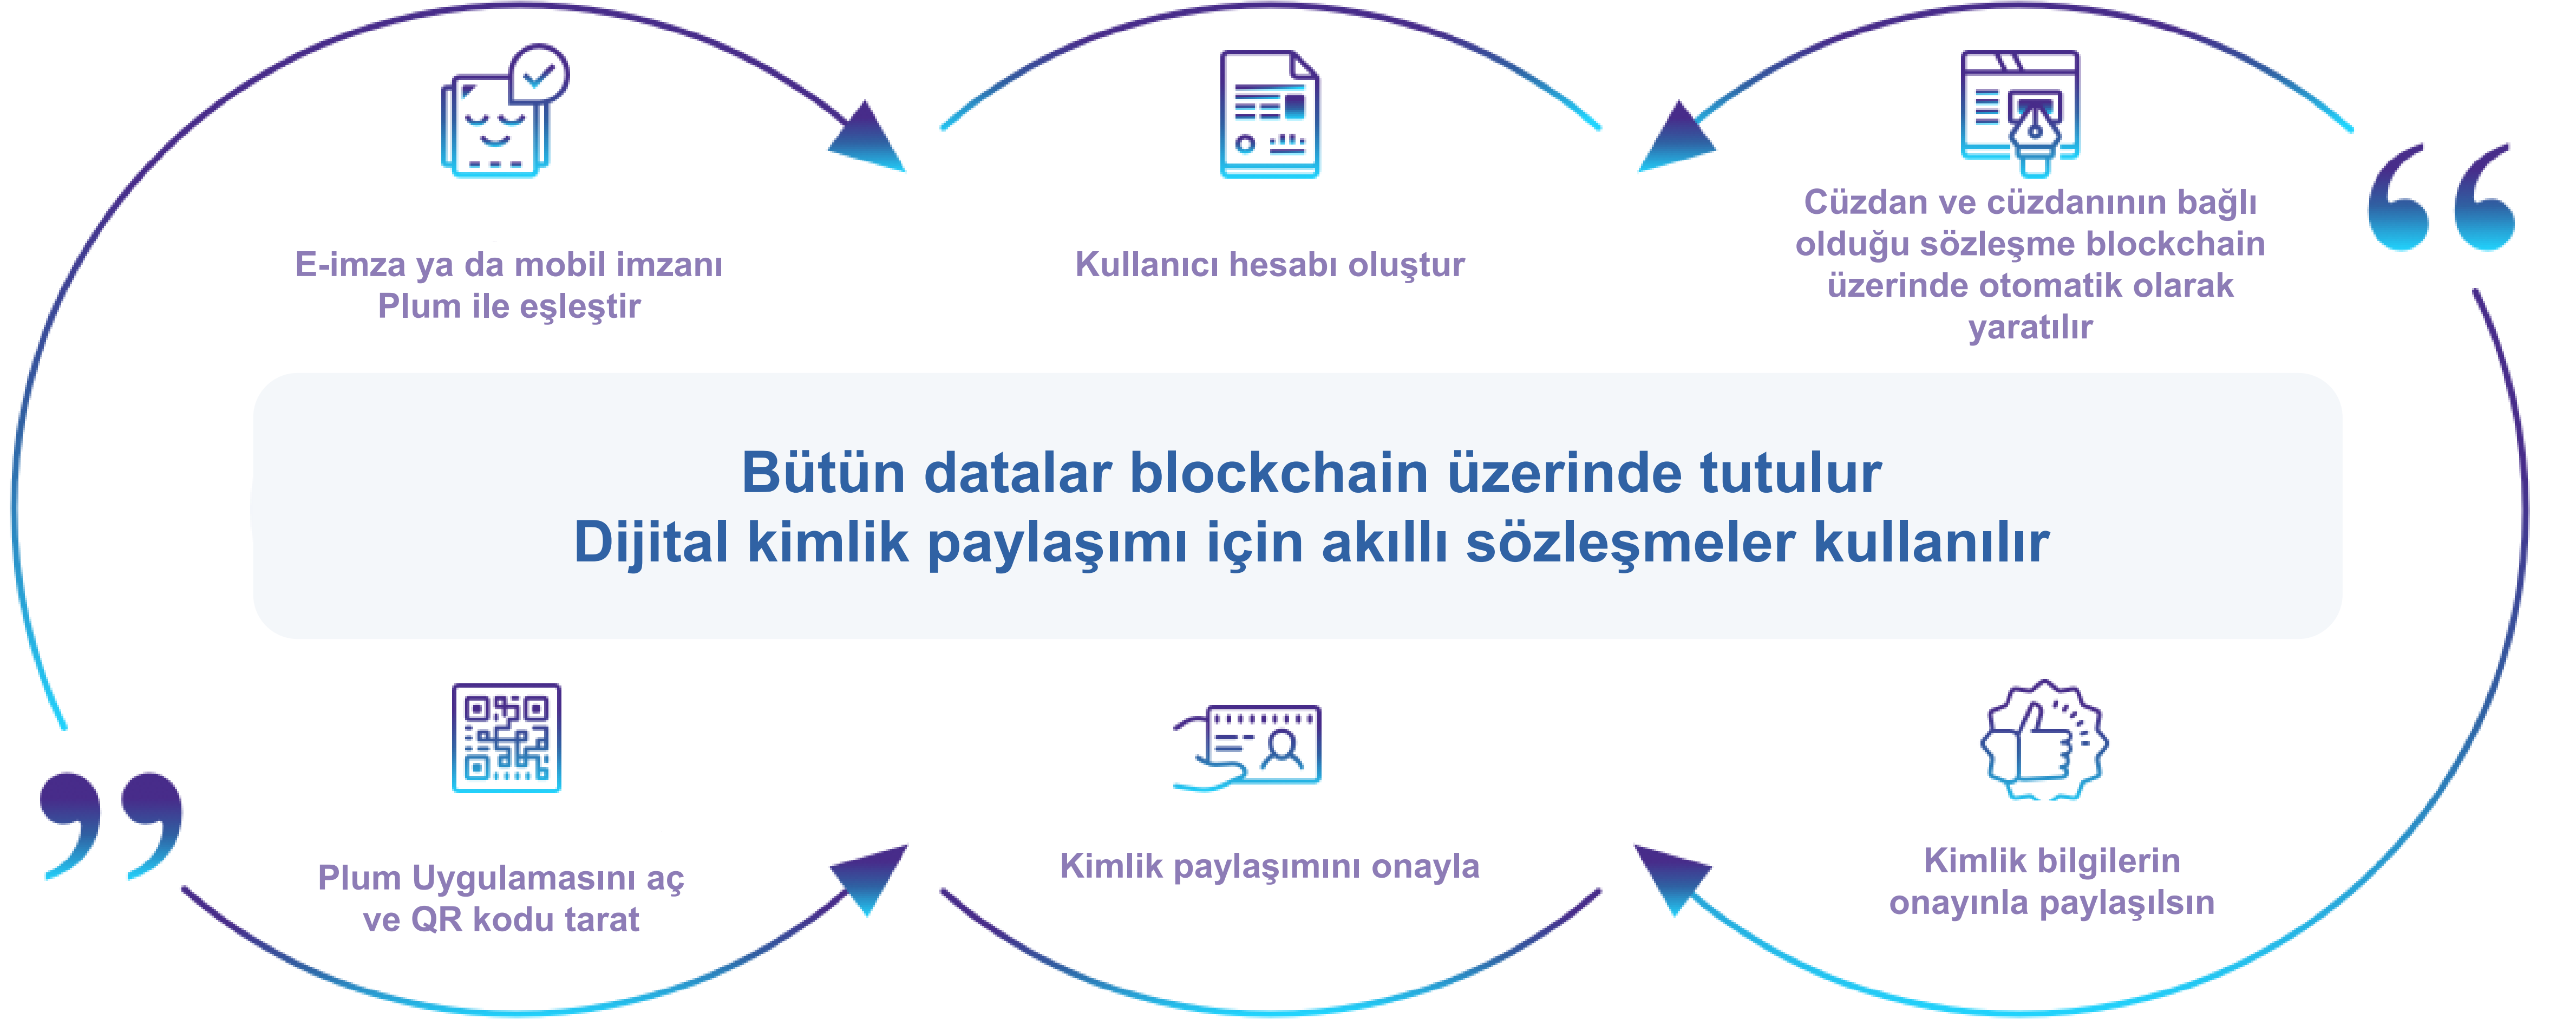 E-imza ya da mobil imzanı
Plum ile eşleştir
Kullanıcı hesabı oluştur
Cüzdan ve cüzdanının bağlı
olduğu sözleşme blockchain
üzerinde otomatik olarak
yaratılır
Bütün datalar blockchain üzerinde tutulur
Dijital kimlik paylaşımı için akıllı sözleşmeler kullanılır
Plum Uygulamasını aç
ve QR kodu tarat
Kimlik paylaşımını onayla
Kimlik bilgilerin
onayınla paylaşılsın